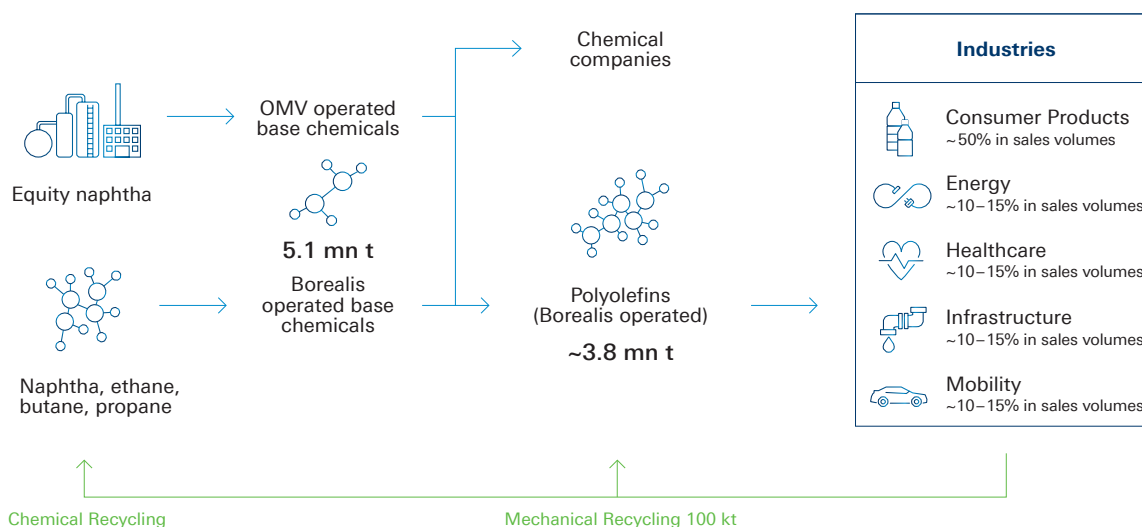 Equity naphtha
Naphtha, ethane,
butane, propane
OMV operated
base chemicals
5.1 mn t
Borealis
operated base
chemicals
Chemical
companies
Polyolefins
(Borealis operated)
~3.8 mn t
Industries
Consumer Products
~50% in sales volumes
Energy
~10–15% in sales volumes
Healthcare
~10–15% in sales volumes
Infrastructure
~10–15% in sales volumes
Mobility
~10–15% in sales volumes
Chemical Recycling
Mechanical Recycling 100 kt